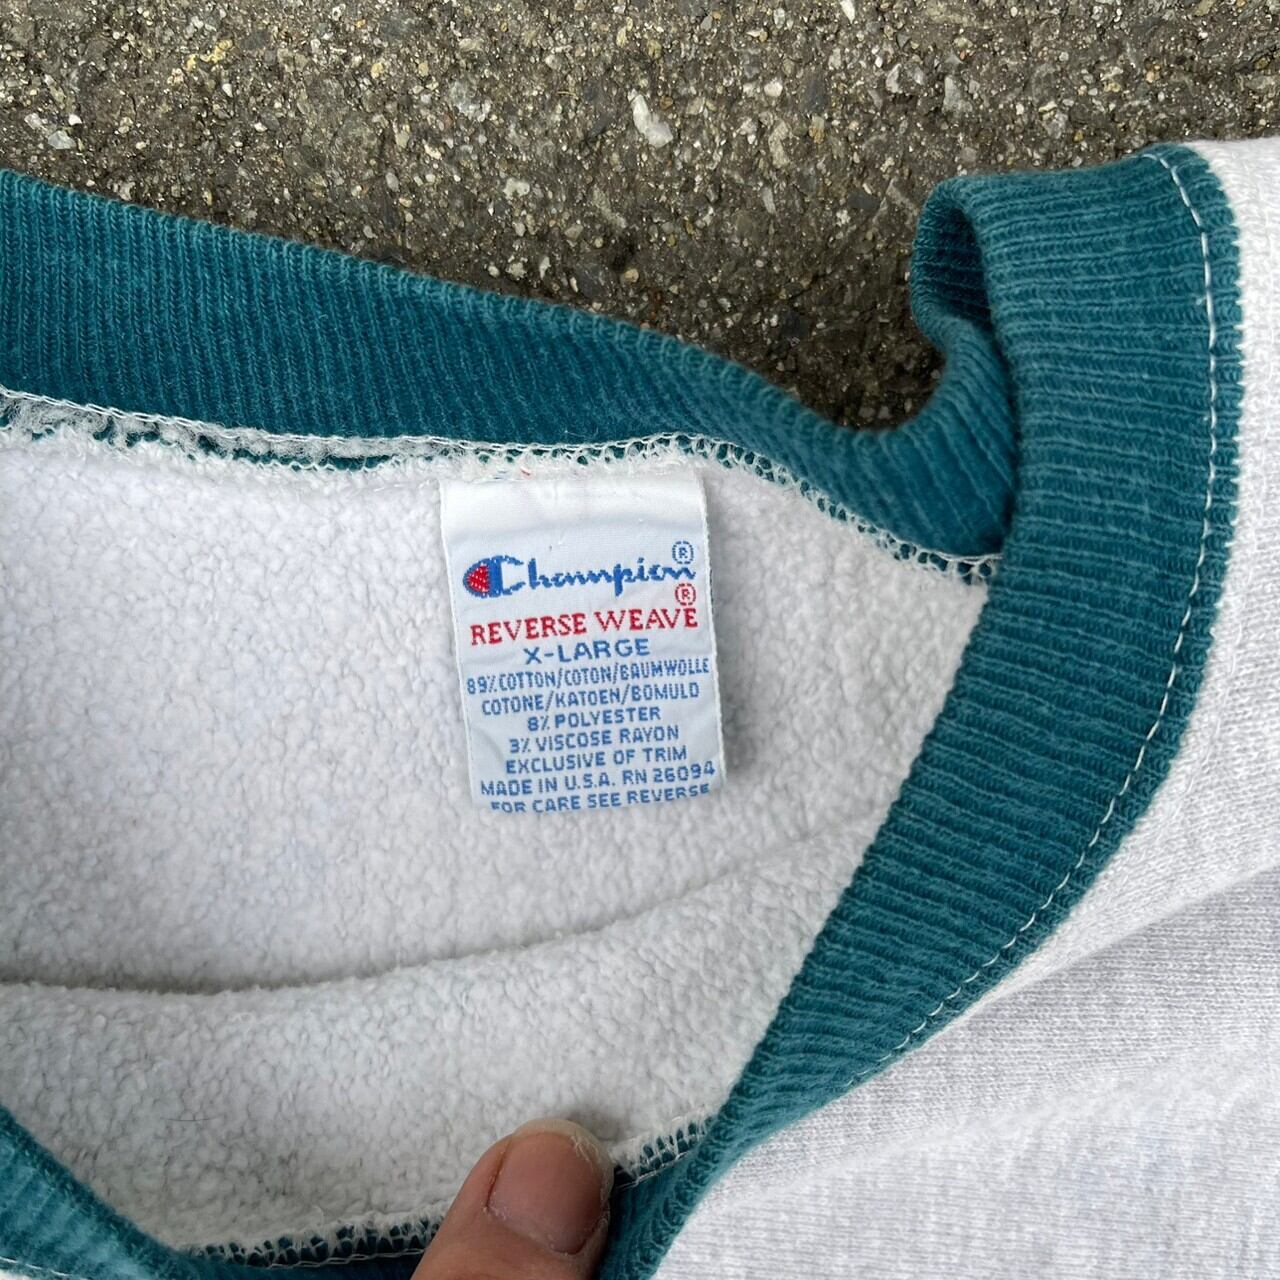 Champion®
REVERSE WEAVE®
X-LARGE
89% COTTON/COTON/BAUMWOLLE
COTONE/KATOEN/BOMULD
8% POLYESTER
3% VISCOSE RAYON
EXCLUSIVE OF TRIM
MADE IN U.S.A. RN 26094
FOR CARE SEE REVERSE